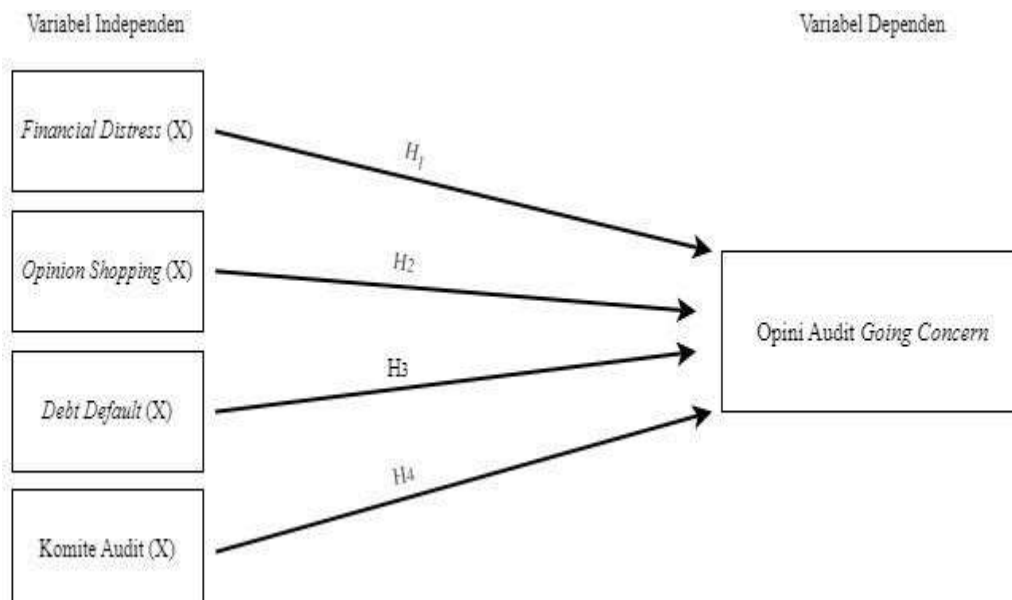 Variabel Independen
Variabel Dependen
Financial Distress (X)
H1
Opinion Shopping (X)
H2
Opini Audit Going Concern
Debt Default (X)
H3
Komite Audit (X)
H4